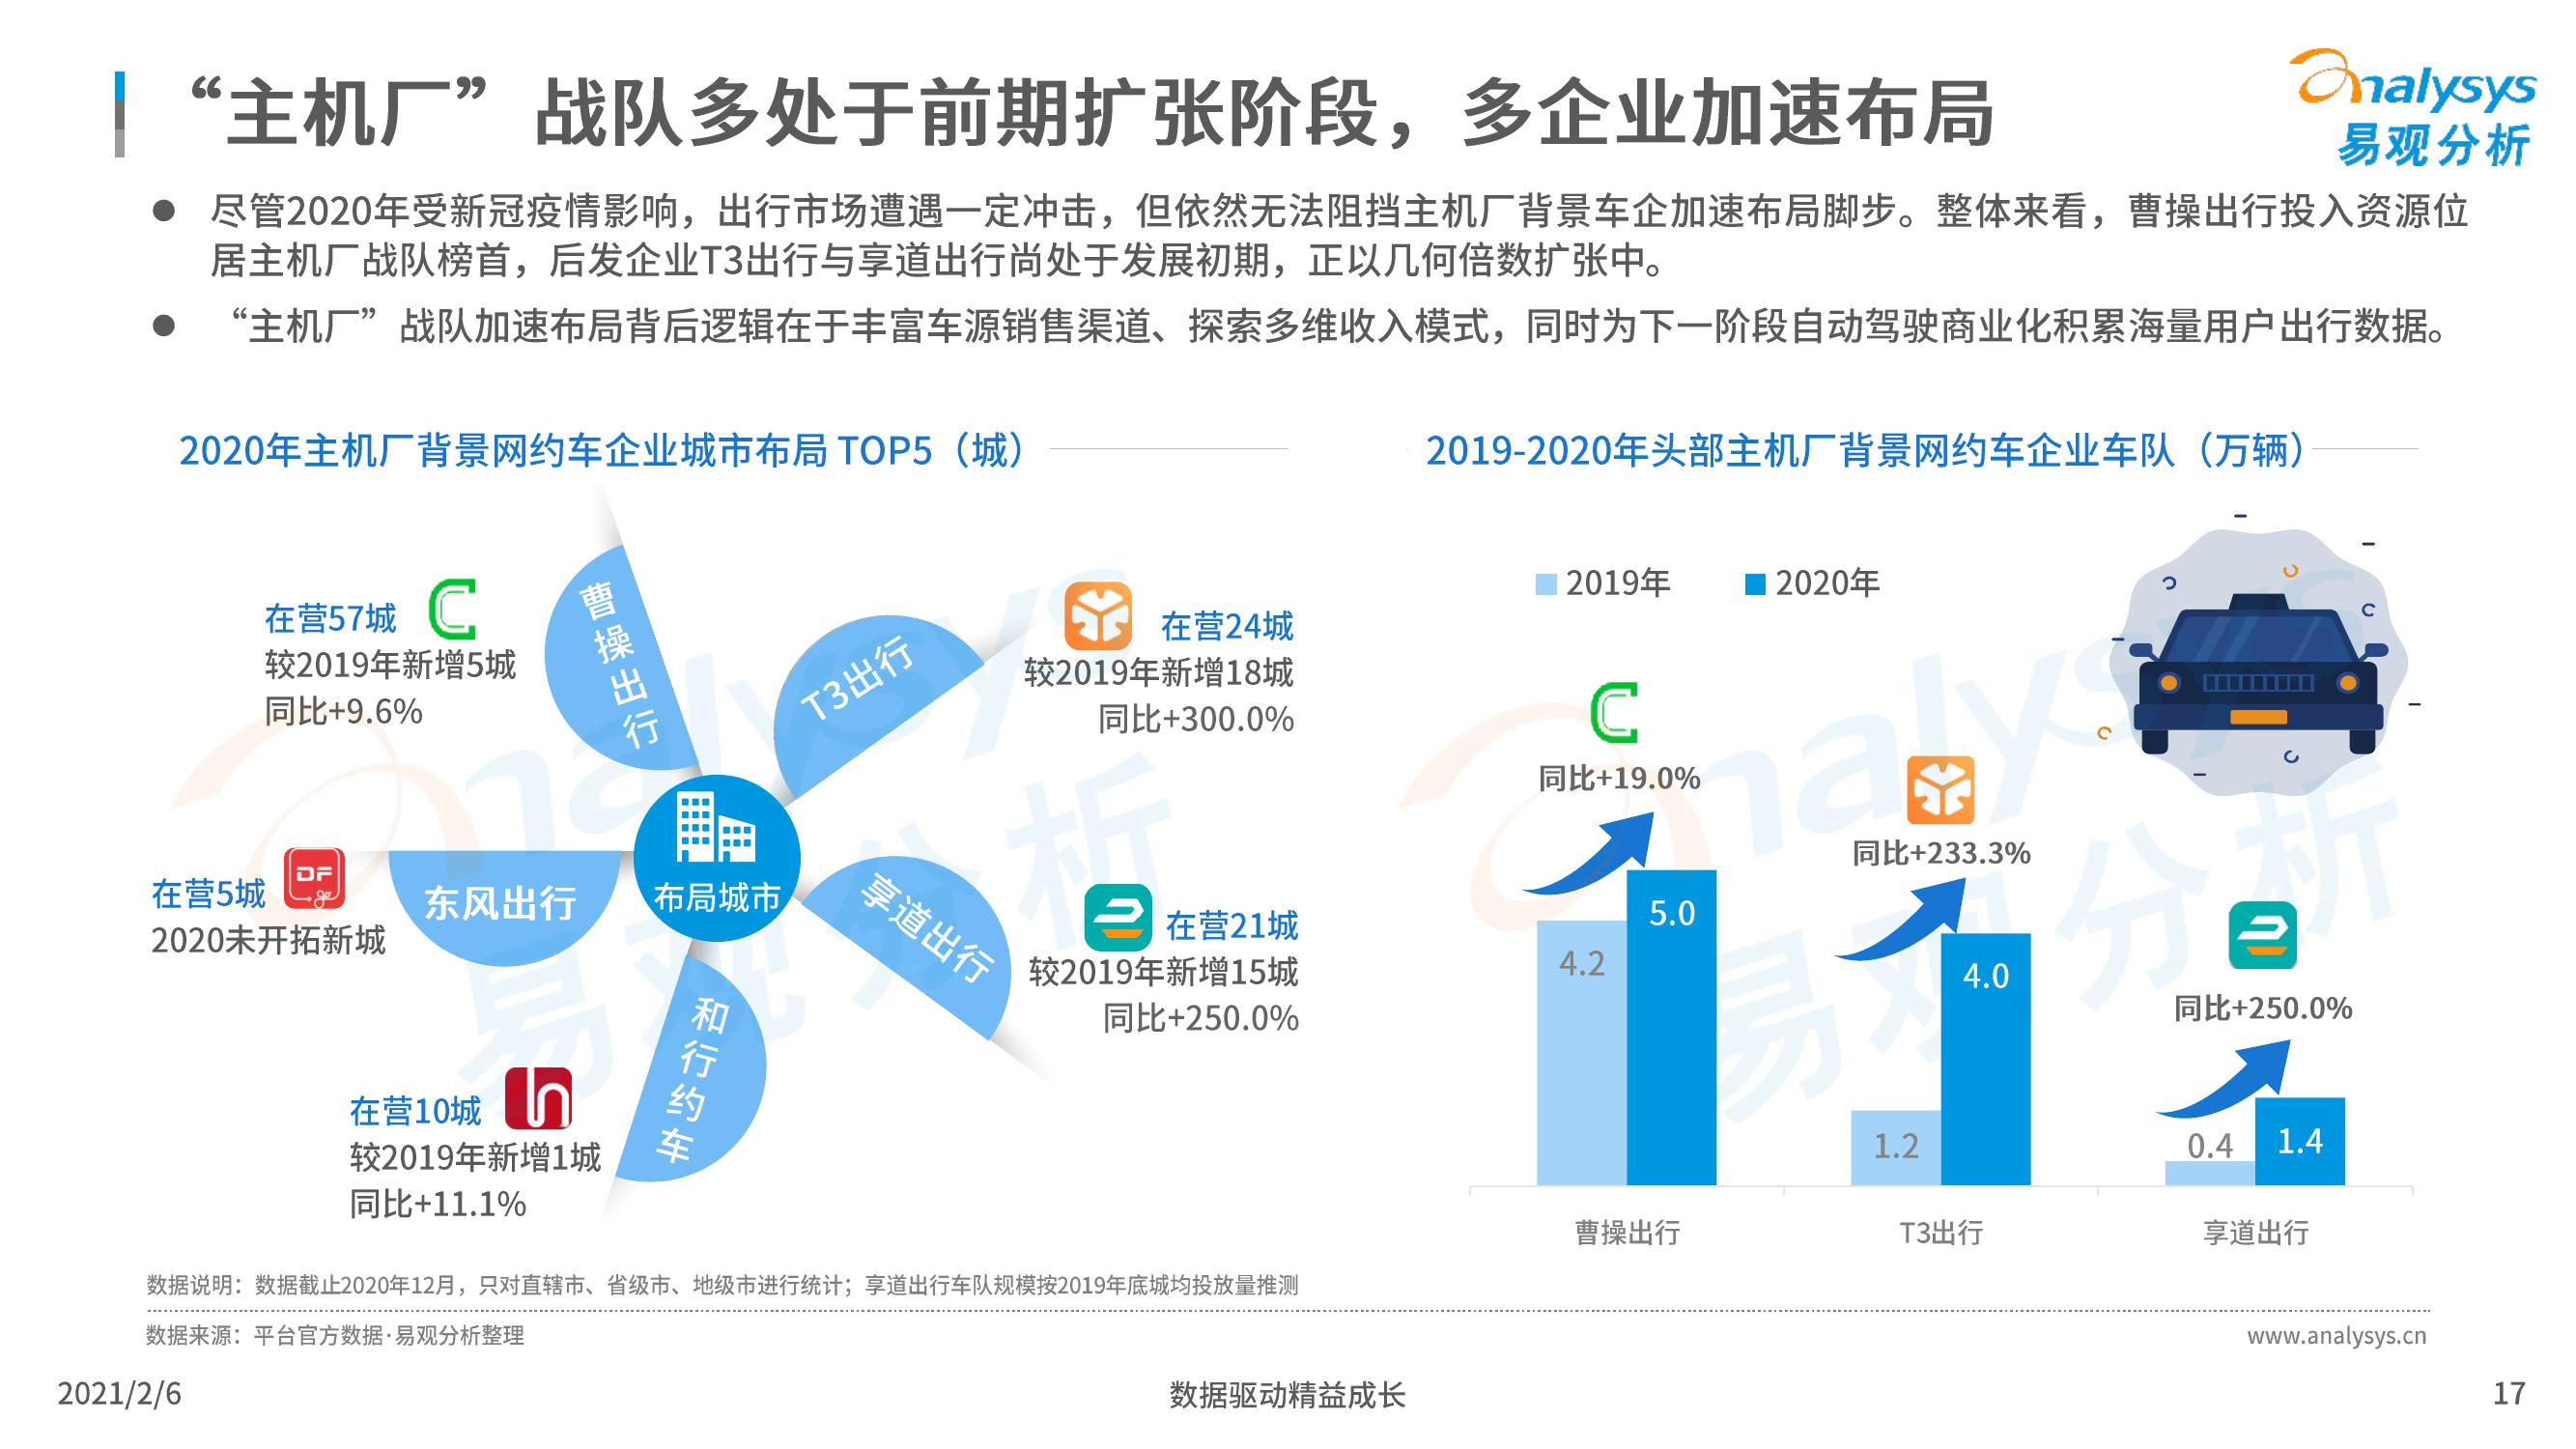 “主机厂”战队多处于前期扩张阶段，多企业加速布局
analysys
易观分析
● 尽管2020年受新冠疫情影响，出行市场遭遇一定冲击，但依然无法阻挡主机厂背景车企加速布局脚步。整体来看，曹操出行投入资源位
居主机厂战队榜首，后发企业T3出行与享道出行尚处于发展初期，正以几何倍数扩张中。
● “主机厂”战队加速布局背后逻辑在于丰富车源销售渠道、探索多维收入模式，同时为下一阶段自动驾驶商业化积累海量用户出行数据。
2020年主机厂背景网约车企业城市布局 TOP5（城）
曹操出行
在营57城
较2019年新增5城
同比+9.6%
T3出行
在营24城
较2019年新增18城
同比+300.0%
布局城市
DF
东风出行
在营5城
2020未开拓新城
享道出行
在营21城
较2019年新增15城
同比+250.0%
和行约车
在营10城
较2019年新增1城
同比+11.1%
2019-2020年头部主机厂背景网约车企业车队（万辆）
2019年 2020年
同比+19.0%
同比+233.3%
同比+250.0%
4.2 5.0
1.2 4.0
0.4 1.4
曹操出行 T3出行 享道出行
analysys
易观分析
analysys
易观分析
数据说明：数据截止2020年12月，只对直辖市、省级市、地级市进行统计；享道出行车队规模按2019年底城均投放量推测
数据来源：平台官方数据·易观分析整理
www.analysys.cn
2021/2/6
数据驱动精益成长
17